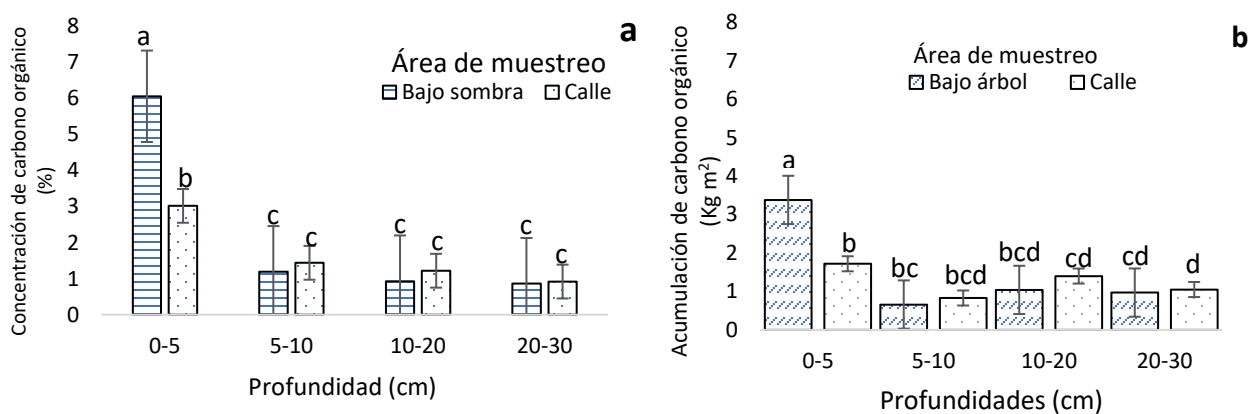 a
Concentración de carbono orgánico
(%)
8
7
6
5
4
3
2
1
0
Área de muestreo
Bajo sombra Calle
a
b
c
c
c
c
c
c
0-5 5-10 10-20 20-30
Profundidad (cm)
b
Acumulación de carbono orgánico
(Kg m²)
8
7
6
5
4
3
2
1
0
Área de muestreo
Bajo árbol Calle
a
b
bc
bcd
bcd
cd
cd
d
0-5 5-10 10-20 20-30
Profundidades (cm)